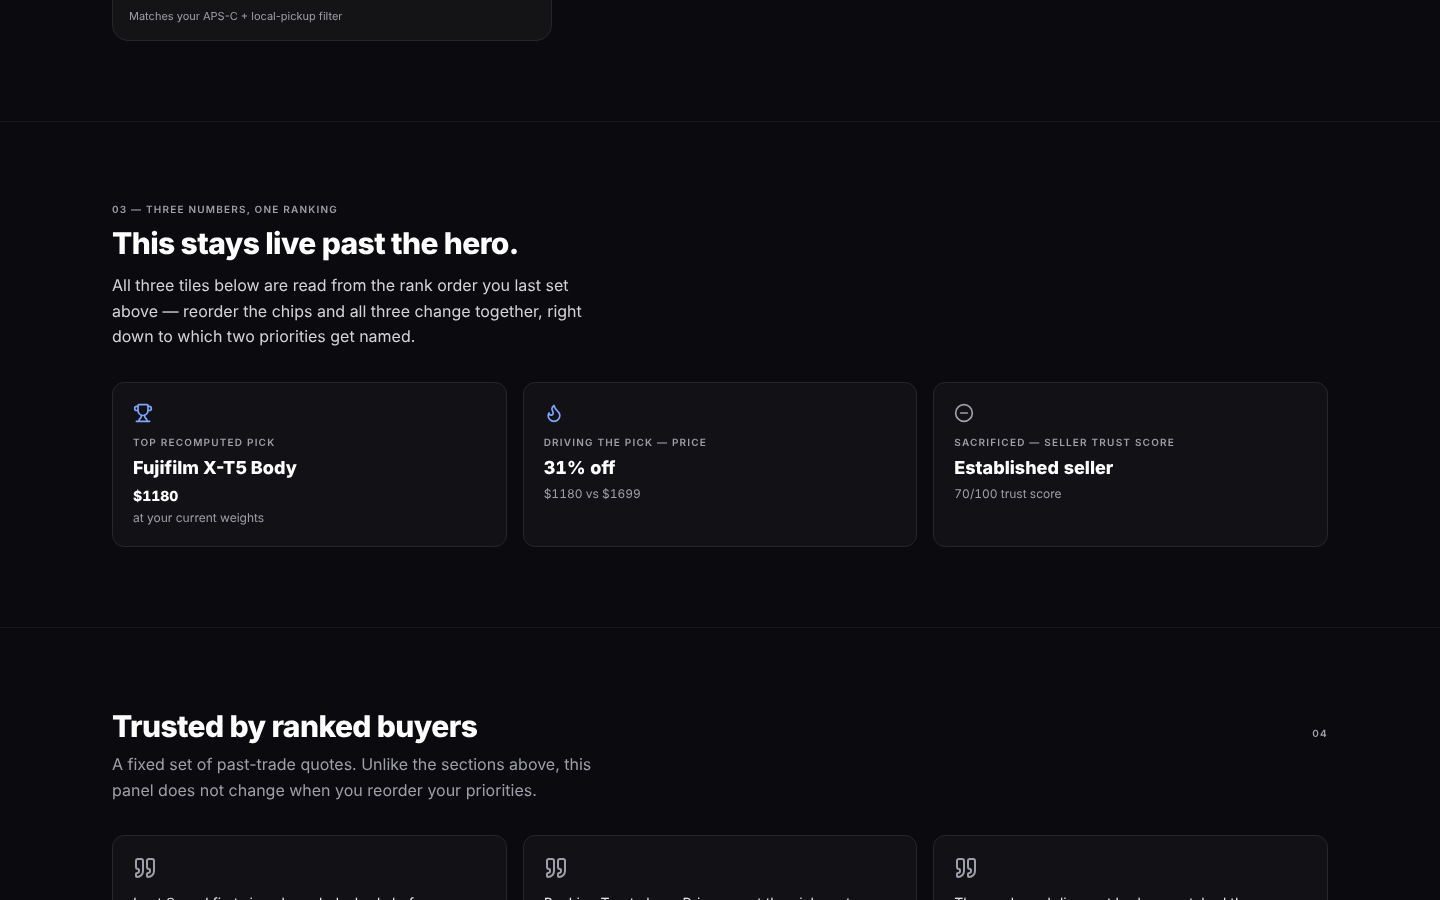 Matches your APS-C + local-pickup filter
03 — THREE NUMBERS, ONE RANKING
This stays live past the hero.
All three tiles below are read from the rank order you last set
above — reorder the chips and all three change together, right
down to which two priorities get named.
TOP RECOMPUTED PICK
Fujifilm X-T5 Body
$1180
at your current weights
DRIVING THE PICK — PRICE
31% off
$1180 vs $1699
SACRIFICED — SELLER TRUST SCORE
Established seller
70/100 trust score
Trusted by ranked buyers
04
A fixed set of past-trade quotes. Unlike the sections above, this
panel does not change when you reorder your priorities.